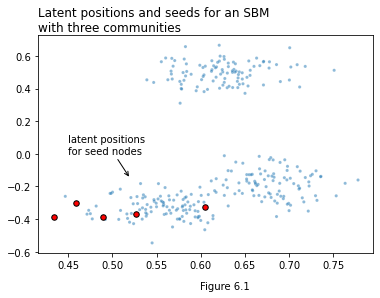 Latent positions and seeds for an SBM
with three communities
0.6
0.4
0.2
0.0
−0.2
−0.4
−0.6
latent positions
for seed nodes
0.45 0.50 0.55 0.60 0.65 0.70 0.75
Figure 6.1